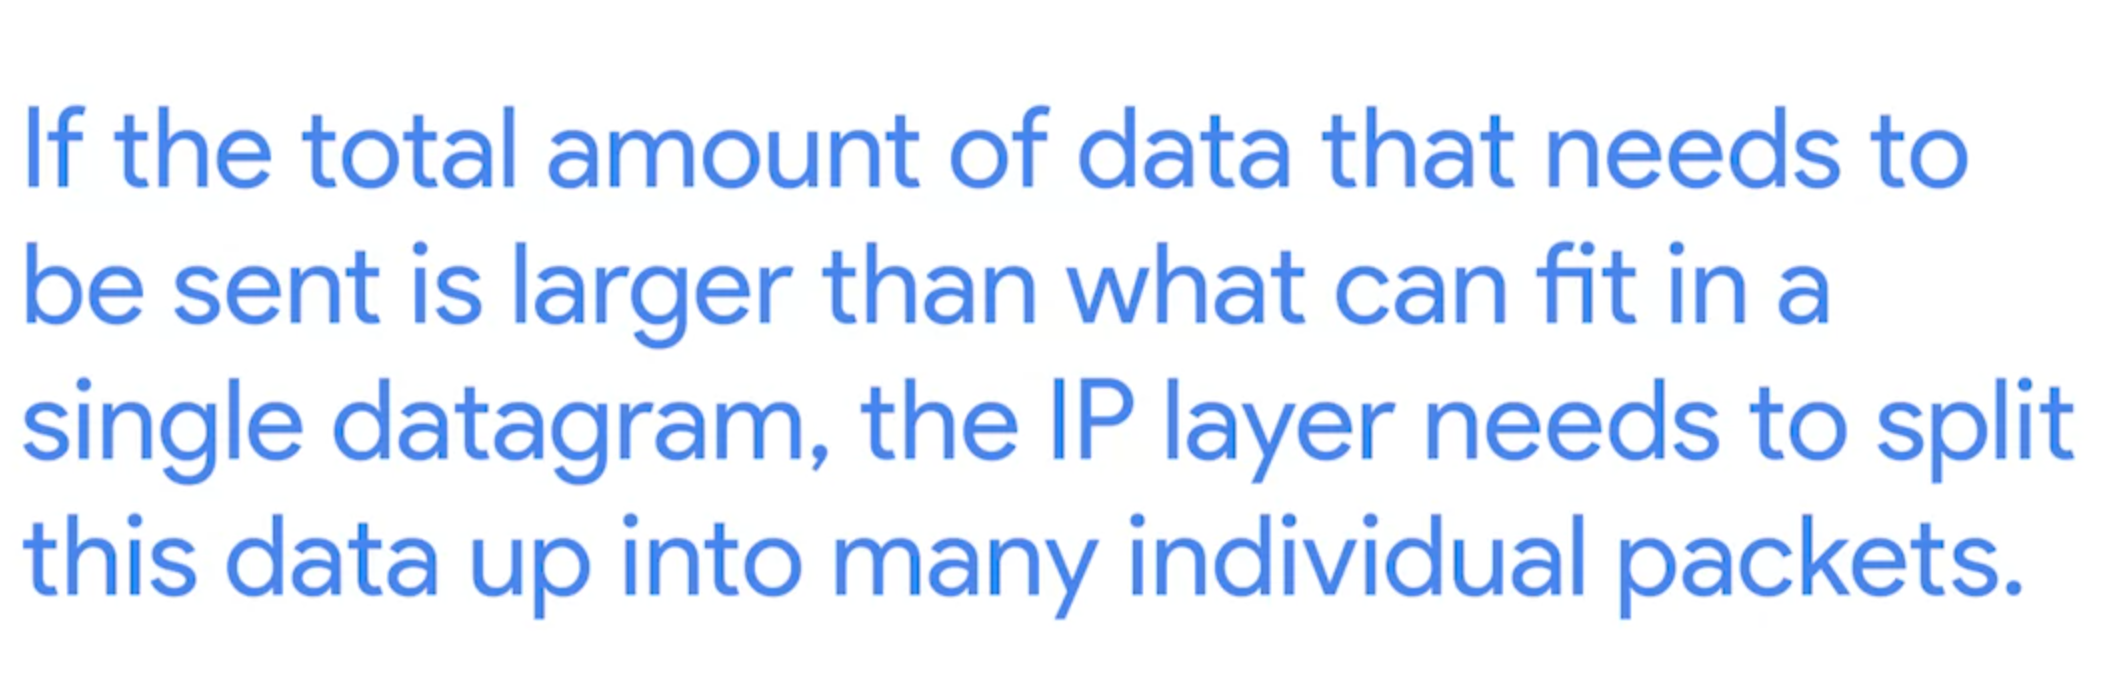 If the total amount of data that needs to
be sent is larger than what can fit in a
single datagram, the IP layer needs to split
this data up into many individual packets.